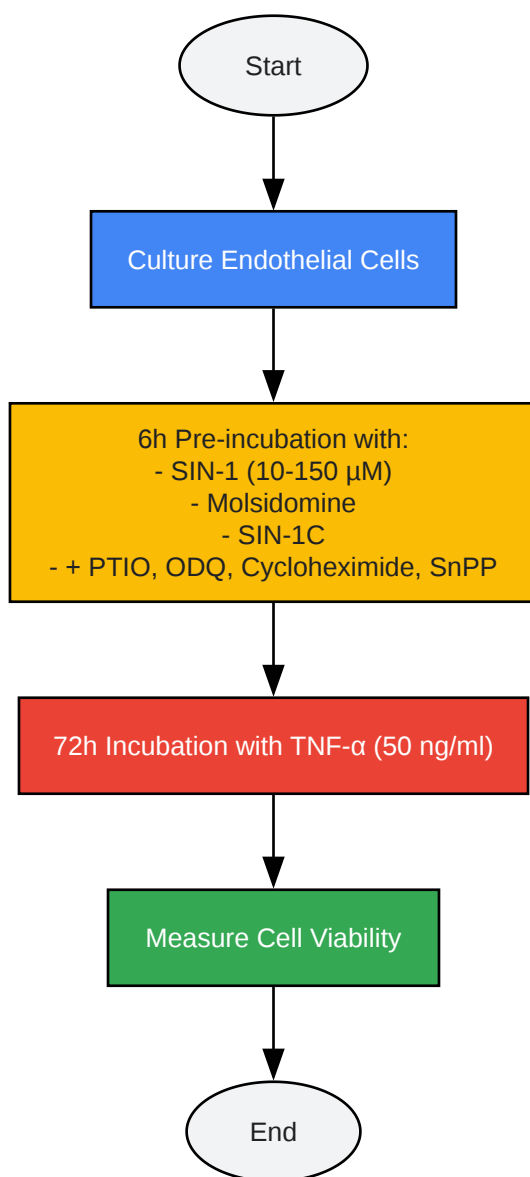 Start
Culture Endothelial Cells
6h Pre-incubation with:
- SIN-1 (10-150 µM)
- Molsidomine
- SIN-1C
- + PTIO, ODQ, Cycloheximide, SnPP
72h Incubation with TNF-α (50 ng/ml)
Measure Cell Viability
End